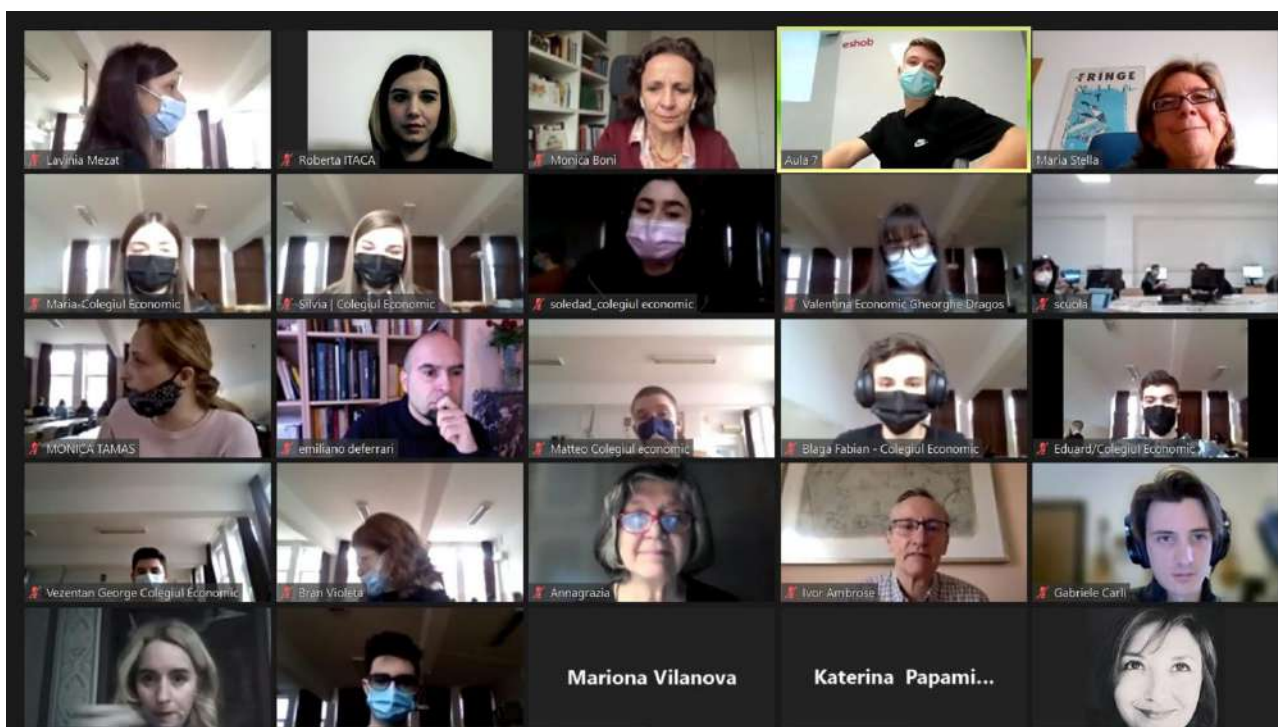 Lavinia Mezat
Roberta ITACA
Monica Boni
eshob
Aula 7
FRINGE
Maria Stella
Maria-Colegiul Economic
Silvia | Colegiul Economic
soledad_colegiul economic
Valentina Economic Gheorghe Dragos
scuola
MONICA TAMAS
emiliano deferrari
Matteo Colegiul economic
Blaga Fabian - Colegiul Economic
Eduard/Colegiul Economic
Vezentan George Colegiul Economic
Bran Violeta
Annagrazia
Ivor Ambrose
Gabriele Carli
Mariona Vilanova
Katerina Papami...